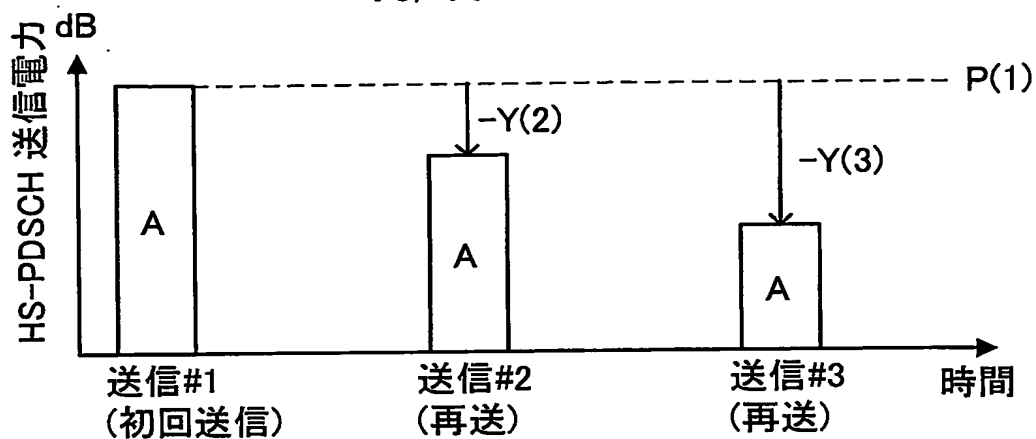 dB
HS-PDSCH 送信電力
P(1)
-Y(2)
-Y(3)
A
A
A
送信#1
(初回送信)
送信#2
(再送)
送信#3
(再送)
時間